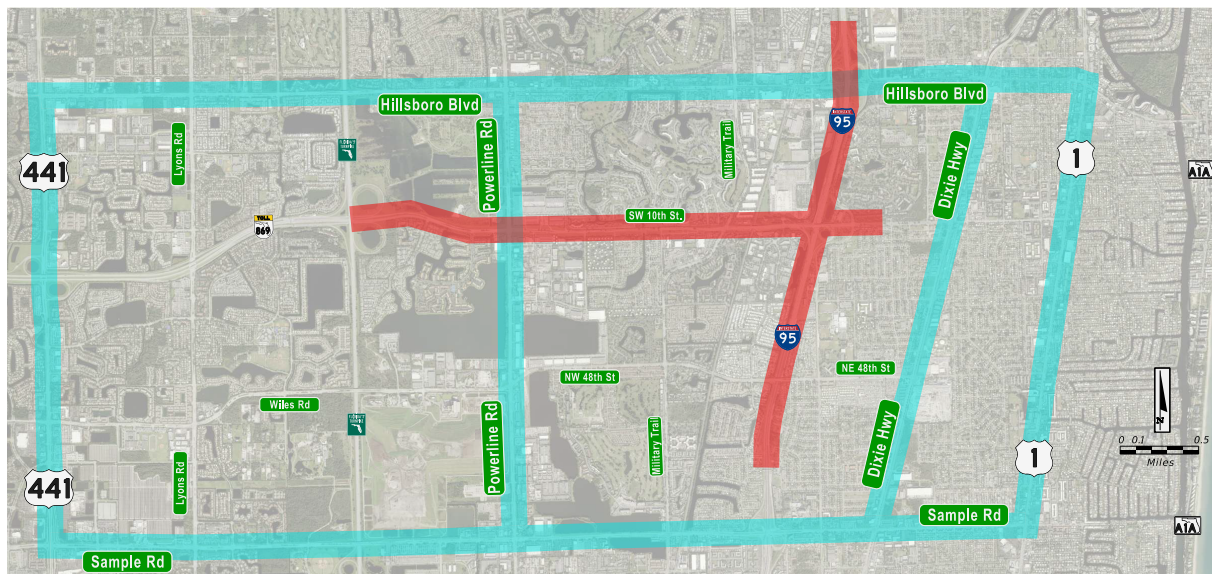 Hillsboro Blvd
Hillsboro Blvd
INTERSTATE
95
Powerline Rd
Military Trail
Lyons Rd
Dixie Hwy
441
1
A1A
SW 10th St.
TOLL
869
INTERSTATE
95
NW 48th St
NE 48th St
Wiles Rd
Powerline Rd
Military Trail
Dixie Hwy
Lyons Rd
441
1
N
0 0.1 0.5
Miles
Sample Rd
A1A
Sample Rd